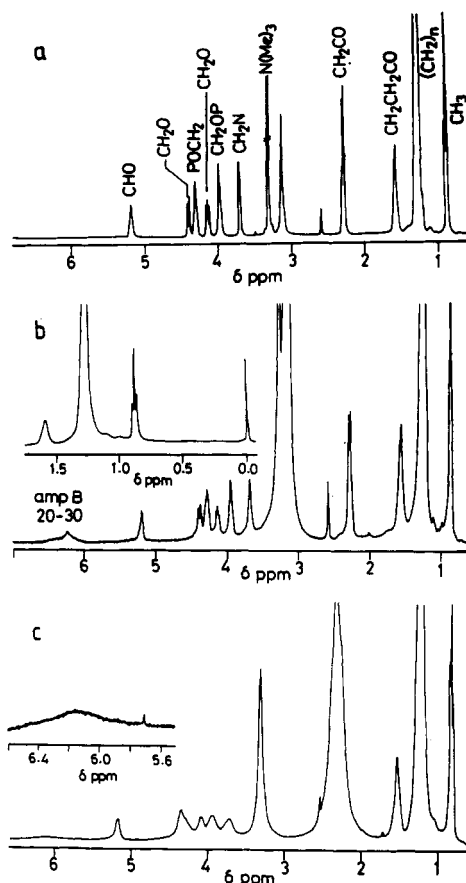 a
CHO
CH₂O
POCH₂
CH₂O
CH₂OP
CH₂N
N(Me)₃
CH₂CO
CH₂CH₂CO
(CH₂)n
CH₃
6 5 4 3 2 1
δ ppm
b
1.5 1.0 0.5 0.0
δ ppm
amp B
20-30
6 5 4 3 2 1
δ ppm
c
6.4 6.0 5.6
δ ppm
6 5 4 3 2 1
δ ppm